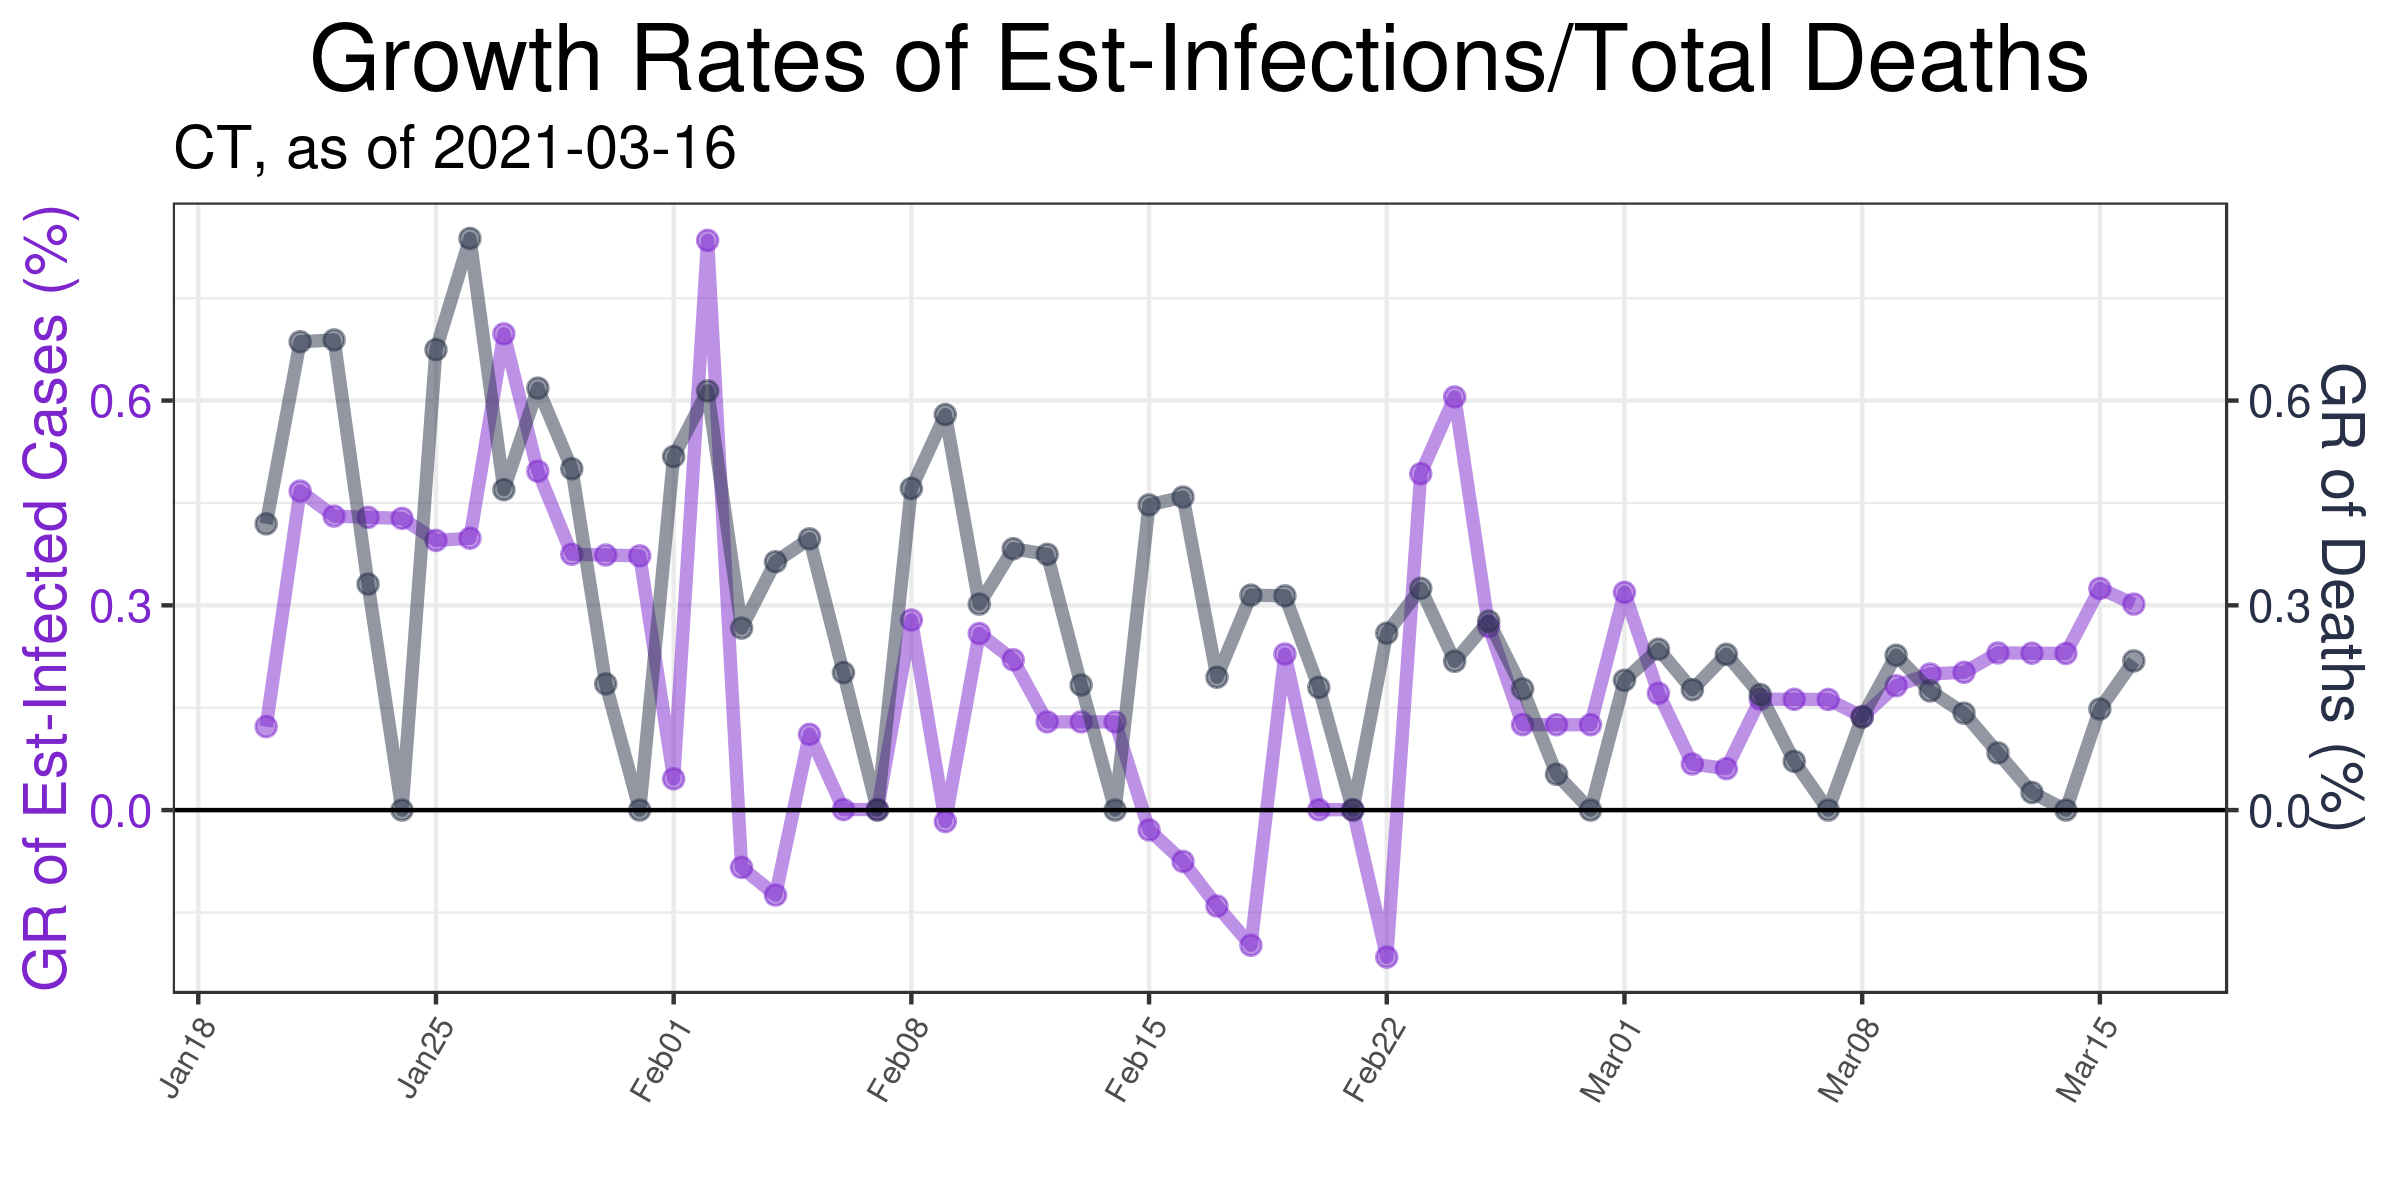 Growth Rates of Est-Infections/Total Deaths
CT, as of 2021-03-16
GR of Est-Infected Cases (%)
0.6
0.3
0.0
0.6
0.3
0.0
GR of Deaths (%)
Jan18
Jan25
Feb01
Feb08
Feb15
Feb22
Mar01
Mar08
Mar15